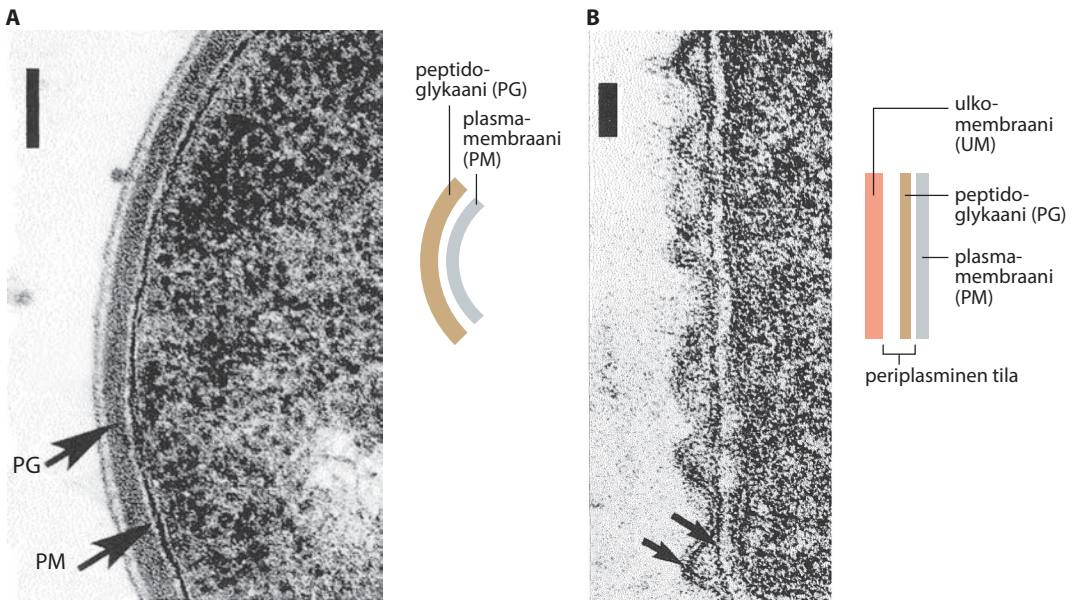 A
peptido-
glykaani (PG)
plasma-
membraani
(PM)
PG
PM
B
ulko-
membraani
(UM)
peptido-
glykaani (PG)
plasma-
membraani
(PM)
periplasminen tila